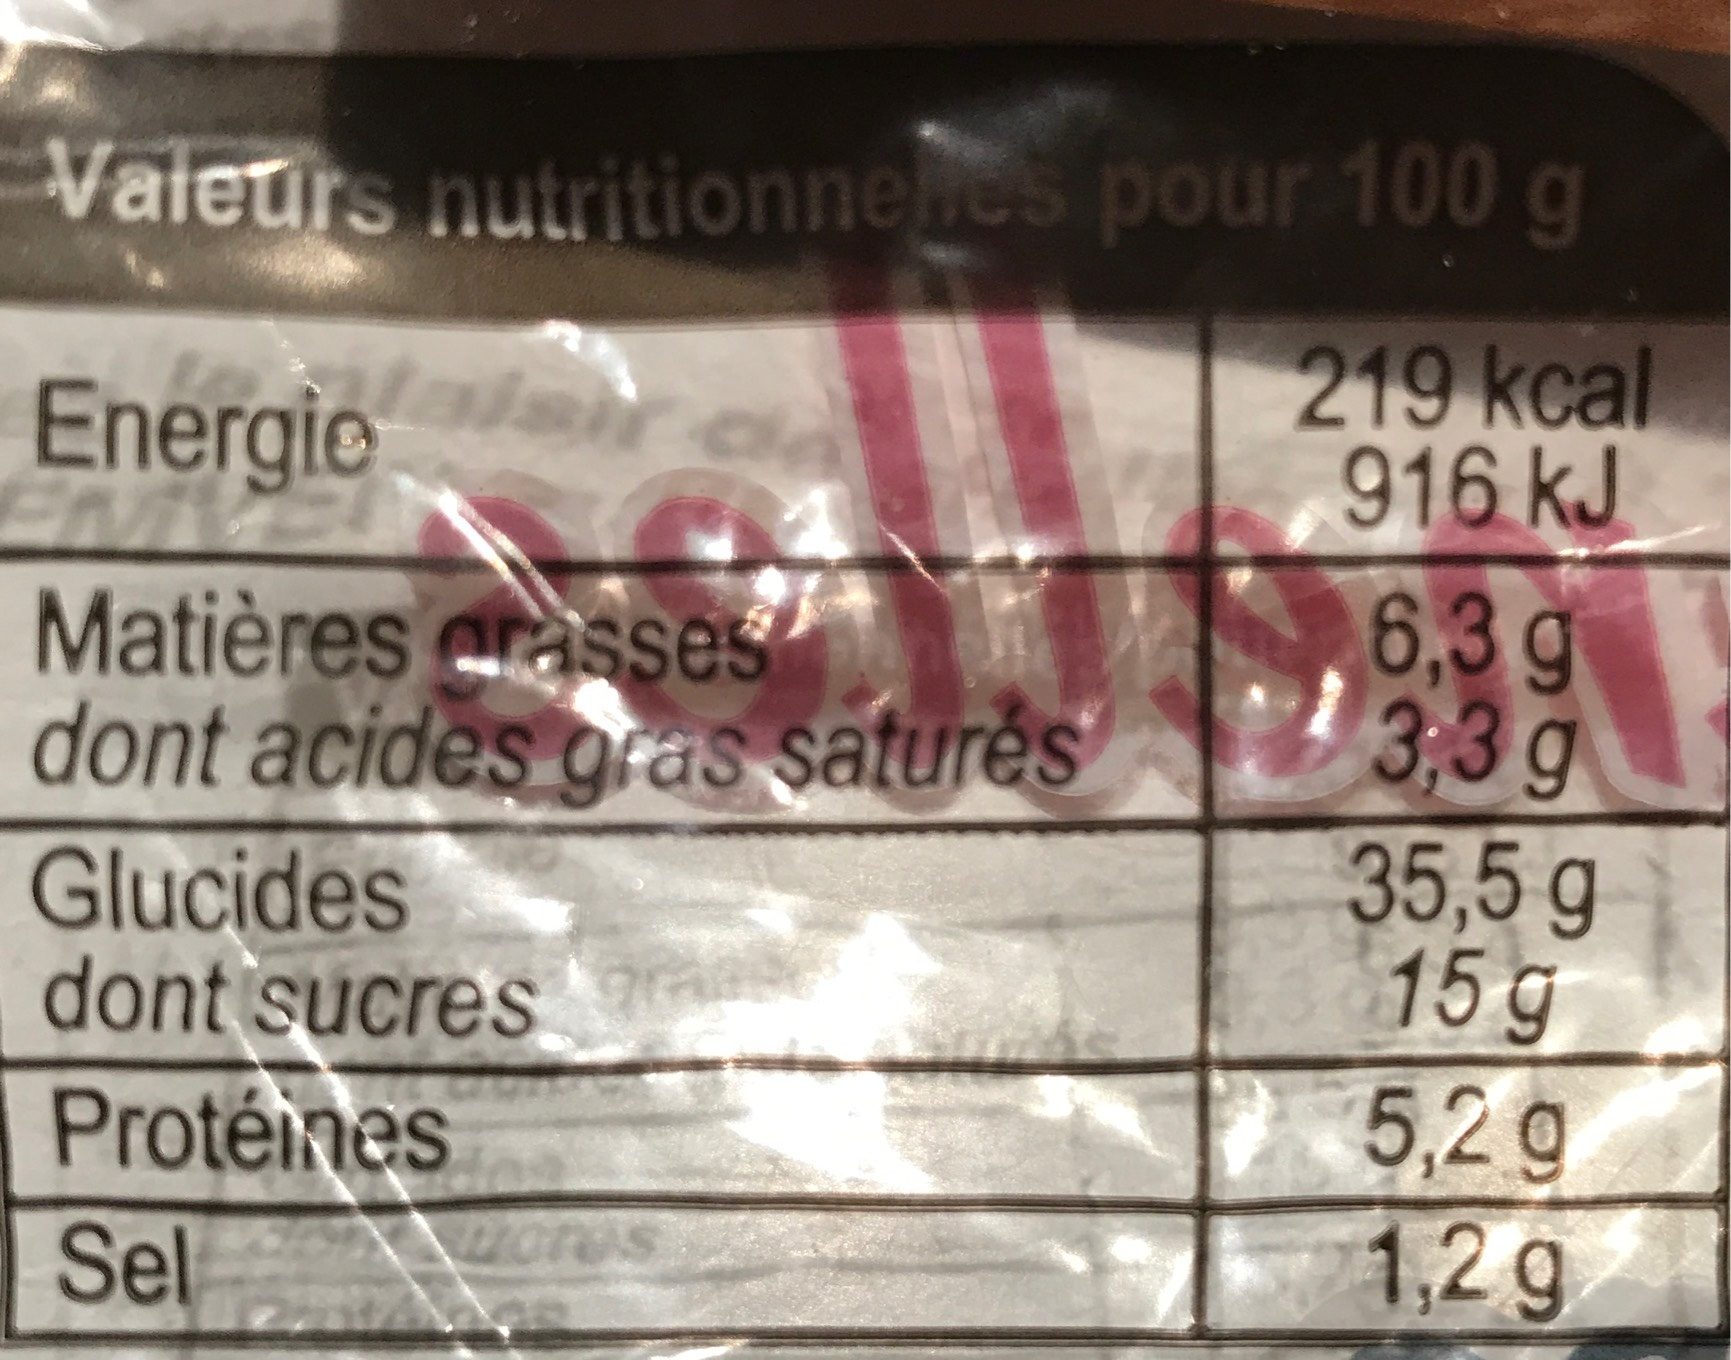 Valeurs nutritionnelles pour 100 g
Energie 219 kcal
916 kJ
Matières grasses 6,3 g
dont acides gras saturés 3,3 g
Glucides 35,5 g
dont sucres 15 g
Protéines 5,2 g
Sel 1,2 g